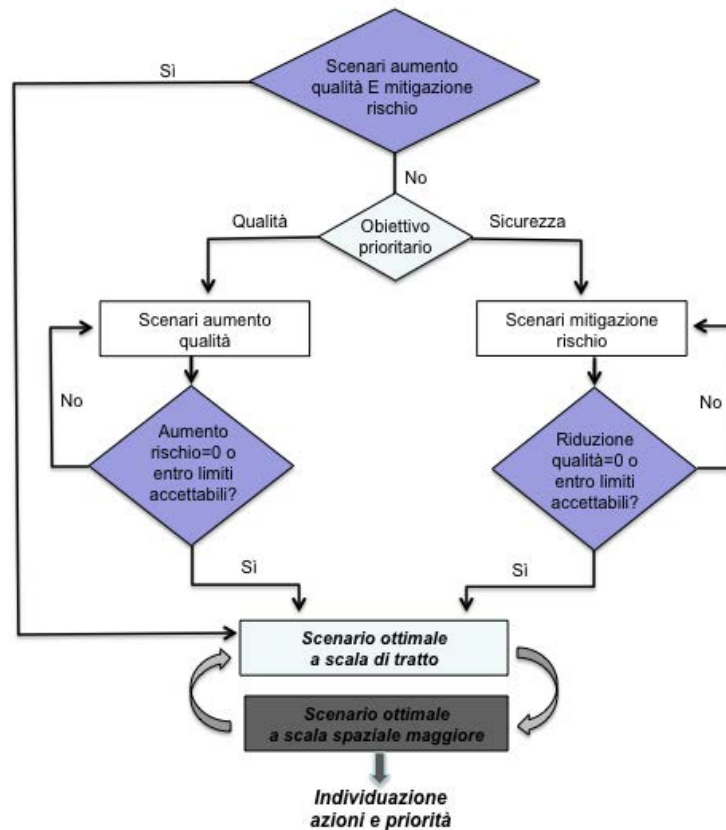 Scenari aumento
qualità E mitigazione
rischio
Sì
No
Obiettivo
prioritario
Qualità
Sicurezza
Scenari aumento
qualità
Scenari mitigazione
rischio
No
Aumento
rischio=0 o
entro limiti
accettabili?
Riduzione
qualità=0 o
entro limiti
accettabili?
No
Sì
Sì
Scenario ottimale
a scala di tratto
Scenario ottimale
a scala spaziale maggiore
Individuazione
azioni e priorità